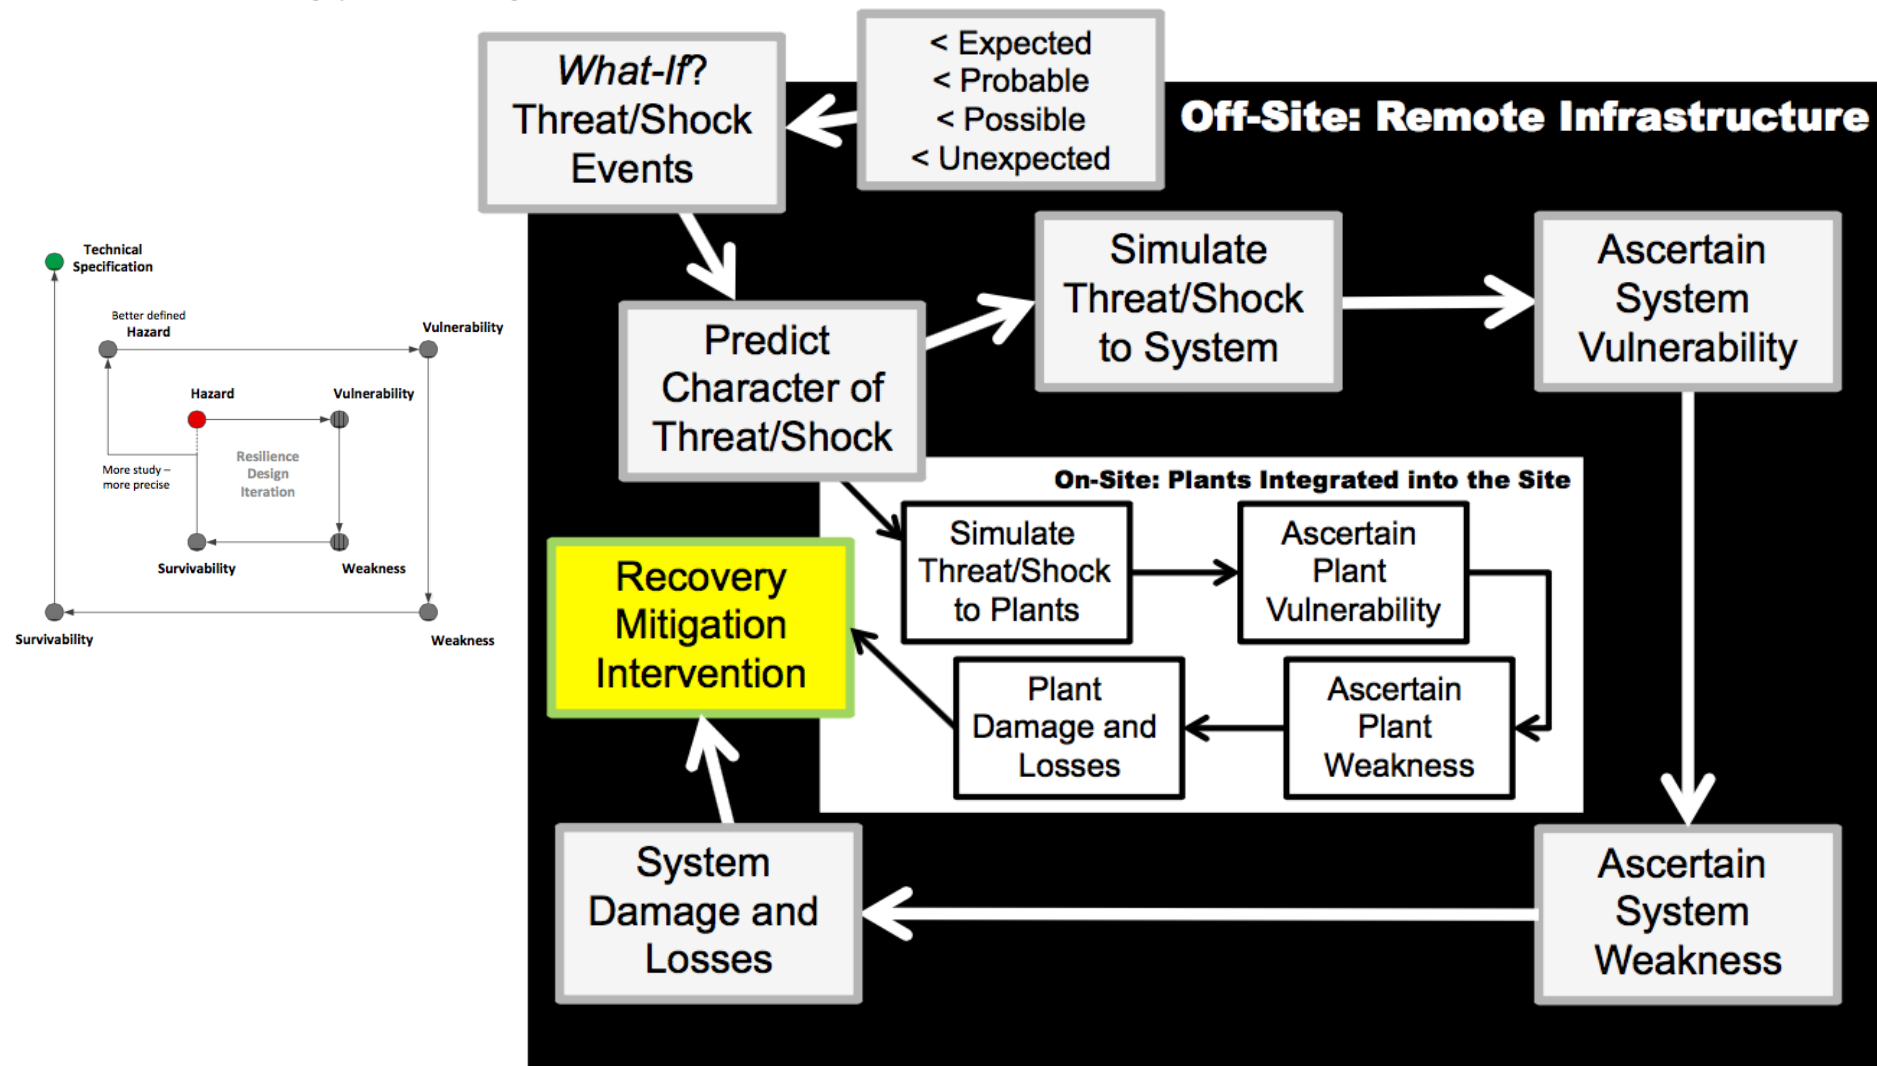 What-If?
Threat/Shock
Events
< Expected
< Probable
< Possible
< Unexpected
Off-Site: Remote Infrastructure
Technical
Specification
Better defined
Hazard
Vulnerability
Hazard
Vulnerability
Resilience
Design
Iteration
More study –
more precise
Survivability
Weakness
Survivability
Weakness
Predict
Character of
Threat/Shock
Simulate
Threat/Shock
to System
Ascertain
System
Vulnerability
On-Site: Plants Integrated into the Site
Simulate
Threat/Shock
to Plants
Ascertain
Plant
Vulnerability
Recovery
Mitigation
Intervention
Plant
Damage and
Losses
Ascertain
Plant
Weakness
System
Damage and
Losses
Ascertain
System
Weakness